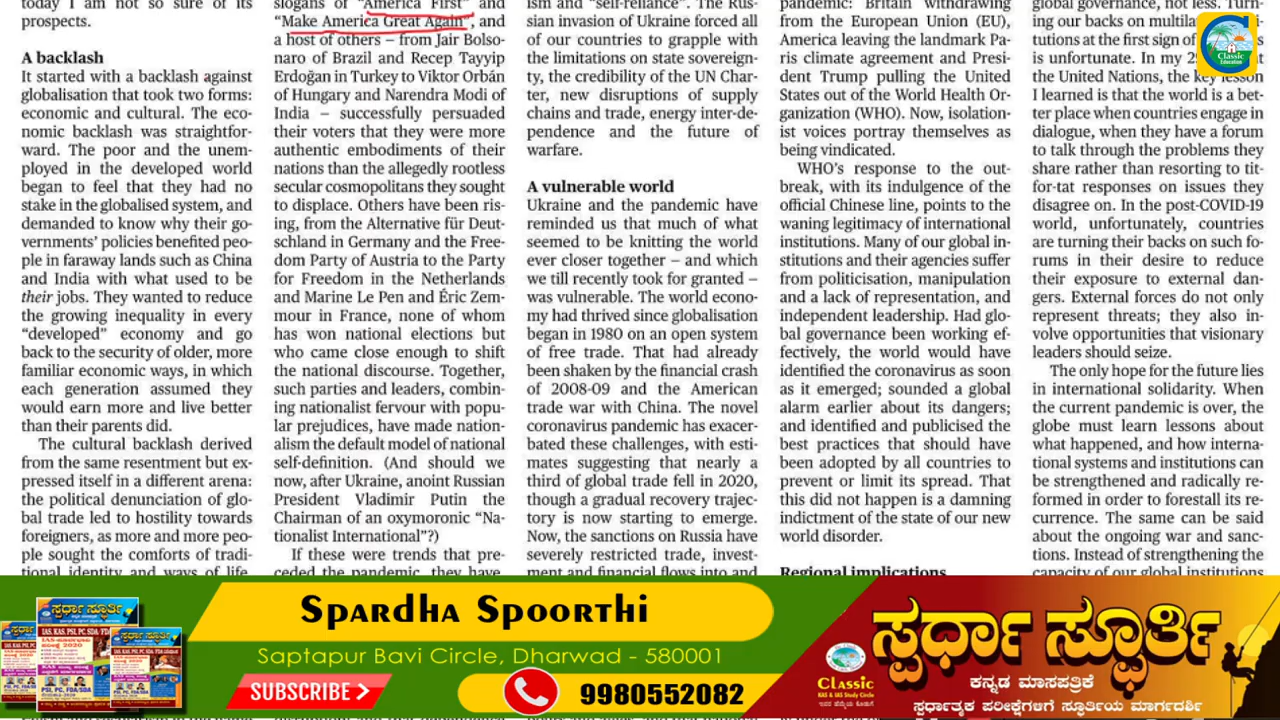 today I am not so sure of its
prospects.
A backlash
It started with a backlash against
globalisation that took two forms:
economic and cultural. The eco-
nomic backlash was straightfor-
ward. The poor and the unem-
ployed in the developed world
began to feel that they had no
stake in the globalised system, and
demanded to know why their go-
vernments’ policies benefited peo-
ple in faraway lands such as China
and India with what used to be
their jobs. They wanted to reduce
the growing inequality in every
“developed” economy and go
back to the security of older, more
familiar economic ways, in which
each generation assumed they
would earn more and live better
than their parents did.
The cultural backlash derived
from the same resentment but ex-
pressed itself in a different arena:
the political denunciation of glo-
bal trade led to hostility towards
foreigners, as more and more peo-
ple sought the comforts of tradi-
tional identity and ways of life.
slogans of “America First” and
“Make America Great Again”, and
a host of others – from Jair Bolso-
naro of Brazil and Recep Tayyip
Erdoğan in Turkey to Viktor Orbán
of Hungary and Narendra Modi of
India – successfully persuaded
their voters that they were more
authentic embodiments of their
nations than the allegedly rootless
secular cosmopolitans they sought
to displace. Others have been ris-
ing, from the Alternative für Deut-
schland in Germany and the Free-
dom Party of Austria to the Party
for Freedom in the Netherlands
and Marine Le Pen and Éric Zem-
mour in France, none of whom
has won national elections but
who came close enough to shift
the national discourse. Together,
such parties and leaders, combin-
ing nationalist fervour with popu-
lar prejudices, have made nation-
alism the default model of national
self-definition. (And should we
now, after Ukraine, anoint Russian
President Vladimir Putin the
Chairman of an oxymoronic “Na-
tionalist International”?)
If these were trends that pre-
ceded the pandemic, they have
ism and “self-reliance”. The Rus-
sian invasion of Ukraine forced all
of our countries to grapple with
the limitations on state sovereign-
ty, the credibility of the UN Char-
ter, new disruptions of supply
chains and trade, energy inter-de-
pendence and the future of
warfare.
A vulnerable world
Ukraine and the pandemic have
reminded us that much of what
seemed to be knitting the world
ever closer together – and which
we till recently took for granted –
was vulnerable. The world econo-
my had thrived since globalisation
began in 1980 on an open system
of free trade. That had already
been shaken by the financial crash
of 2008-09 and the American
trade war with China. The novel
coronavirus pandemic has exacer-
bated these challenges, with esti-
mates suggesting that nearly a
third of global trade fell in 2020,
though a gradual recovery trajec-
tory is now starting to emerge.
Now, the sanctions on Russia have
severely restricted trade, invest-
ment and financial flows into and
pandemic: Britain withdrawing
from the European Union (EU),
America leaving the landmark Pa-
ris climate agreement and Presi-
dent Trump pulling the United
States out of the World Health Or-
ganization (WHO). Now, isolation-
ist voices portray themselves as
being vindicated.
WHO’s response to the out-
break, with its indulgence of the
official Chinese line, points to the
waning legitimacy of international
institutions. Many of our global in-
stitutions and their agencies suffer
from politicisation, manipulation
and a lack of representation, and
independent leadership. Had glo-
bal governance been working ef-
fectively, the world would have
identified the coronavirus as soon
as it emerged; sounded a global
alarm earlier about its dangers;
and identified and publicised the
best practices that should have
been adopted by all countries to
prevent or limit its spread. That
this did not happen is a damning
indictment of the state of our new
world disorder.
Regional implications
global governance, not less. Turn-
ing our backs on multila
tutions at the first sign of
is unfortunate. In my 2
the United Nations, the key lesson
I learned is that the world is a bet-
ter place when countries engage in
dialogue, when they have a forum
to talk through the problems they
share rather than resorting to tit-
for-tat responses on issues they
disagree on. In the post-COVID-19
world, unfortunately, countries
are turning their backs on such fo-
rums in their desire to reduce
their exposure to external dan-
gers. External forces do not only
represent threats; they also in-
volve opportunities that visionary
leaders should seize.
The only hope for the future lies
in international solidarity. When
the current pandemic is over, the
globe must learn lessons about
what happened, and how interna-
tional systems and institutions can
be strengthened and radically re-
formed in order to forestall its re-
currence. The same can be said
about the ongoing war and sanc-
tions. Instead of strengthening the
capacity of our global institutions
Classic
Education
Spardha Spoorthi
Saptapur Bavi Circle, Dharwad - 580001
SUBSCRIBE
9980552082
Classic
KAS & IAS Study Circle
ಸ್ಪರ್ಧಾ ಸ್ಫೂರ್ತಿ
ಕನ್ನಡ ಮಾಸಪತ್ರಿಕೆ
ಸ್ಪರ್ಧಾತ್ಮಕ ಪರೀಕ್ಷೆಗಳಿಗೆ ಸ್ಫೂರ್ತಿಯ ಮಾರ್ಗದರ್ಶಿ